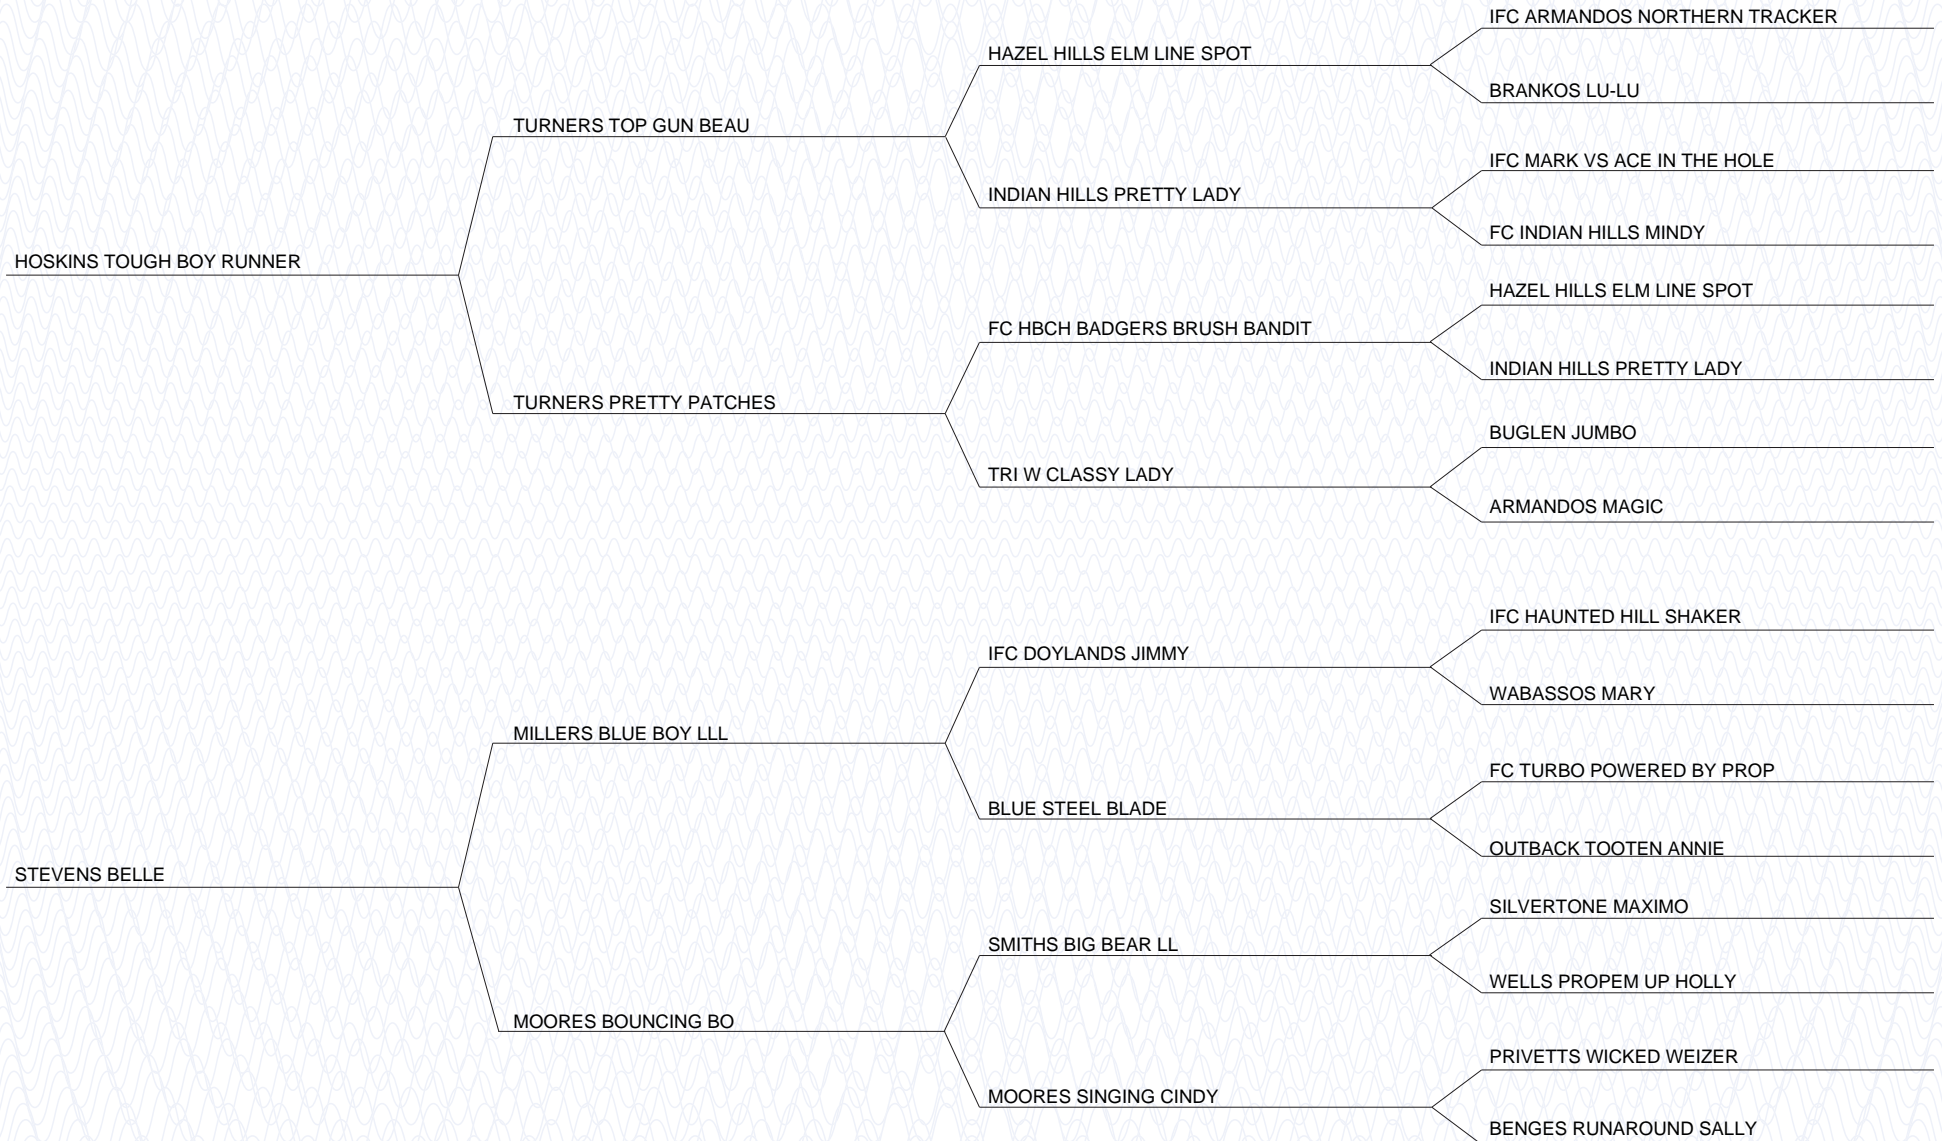 IFC ARMANDOS NORTHERN TRACKER
HAZEL HILLS ELM LINE SPOT
BRANKOS LU-LU
TURNERS TOP GUN BEAU
IFC MARK VS ACE IN THE HOLE
INDIAN HILLS PRETTY LADY
FC INDIAN HILLS MINDY
HOSKINS TOUGH BOY RUNNER
HAZEL HILLS ELM LINE SPOT
FC HBCH BADGERS BRUSH BANDIT
INDIAN HILLS PRETTY LADY
TURNERS PRETTY PATCHES
BUGLEN JUMBO
TRI W CLASSY LADY
ARMANDOS MAGIC
IFC HAUNTED HILL SHAKER
IFC DOYLANDS JIMMY
WABASSOS MARY
MILLERS BLUE BOY LLL
FC TURBO POWERED BY PROP
BLUE STEEL BLADE
OUTBACK TOOTEN ANNIE
STEVENS BELLE
SILVERTONE MAXIMO
SMITHS BIG BEAR LL
WELLS PROPEM UP HOLLY
MOORES BOUNCING BO
PRIVETTS WICKED WEIZER
MOORES SINGING CINDY
BENGES RUNAROUND SALLY